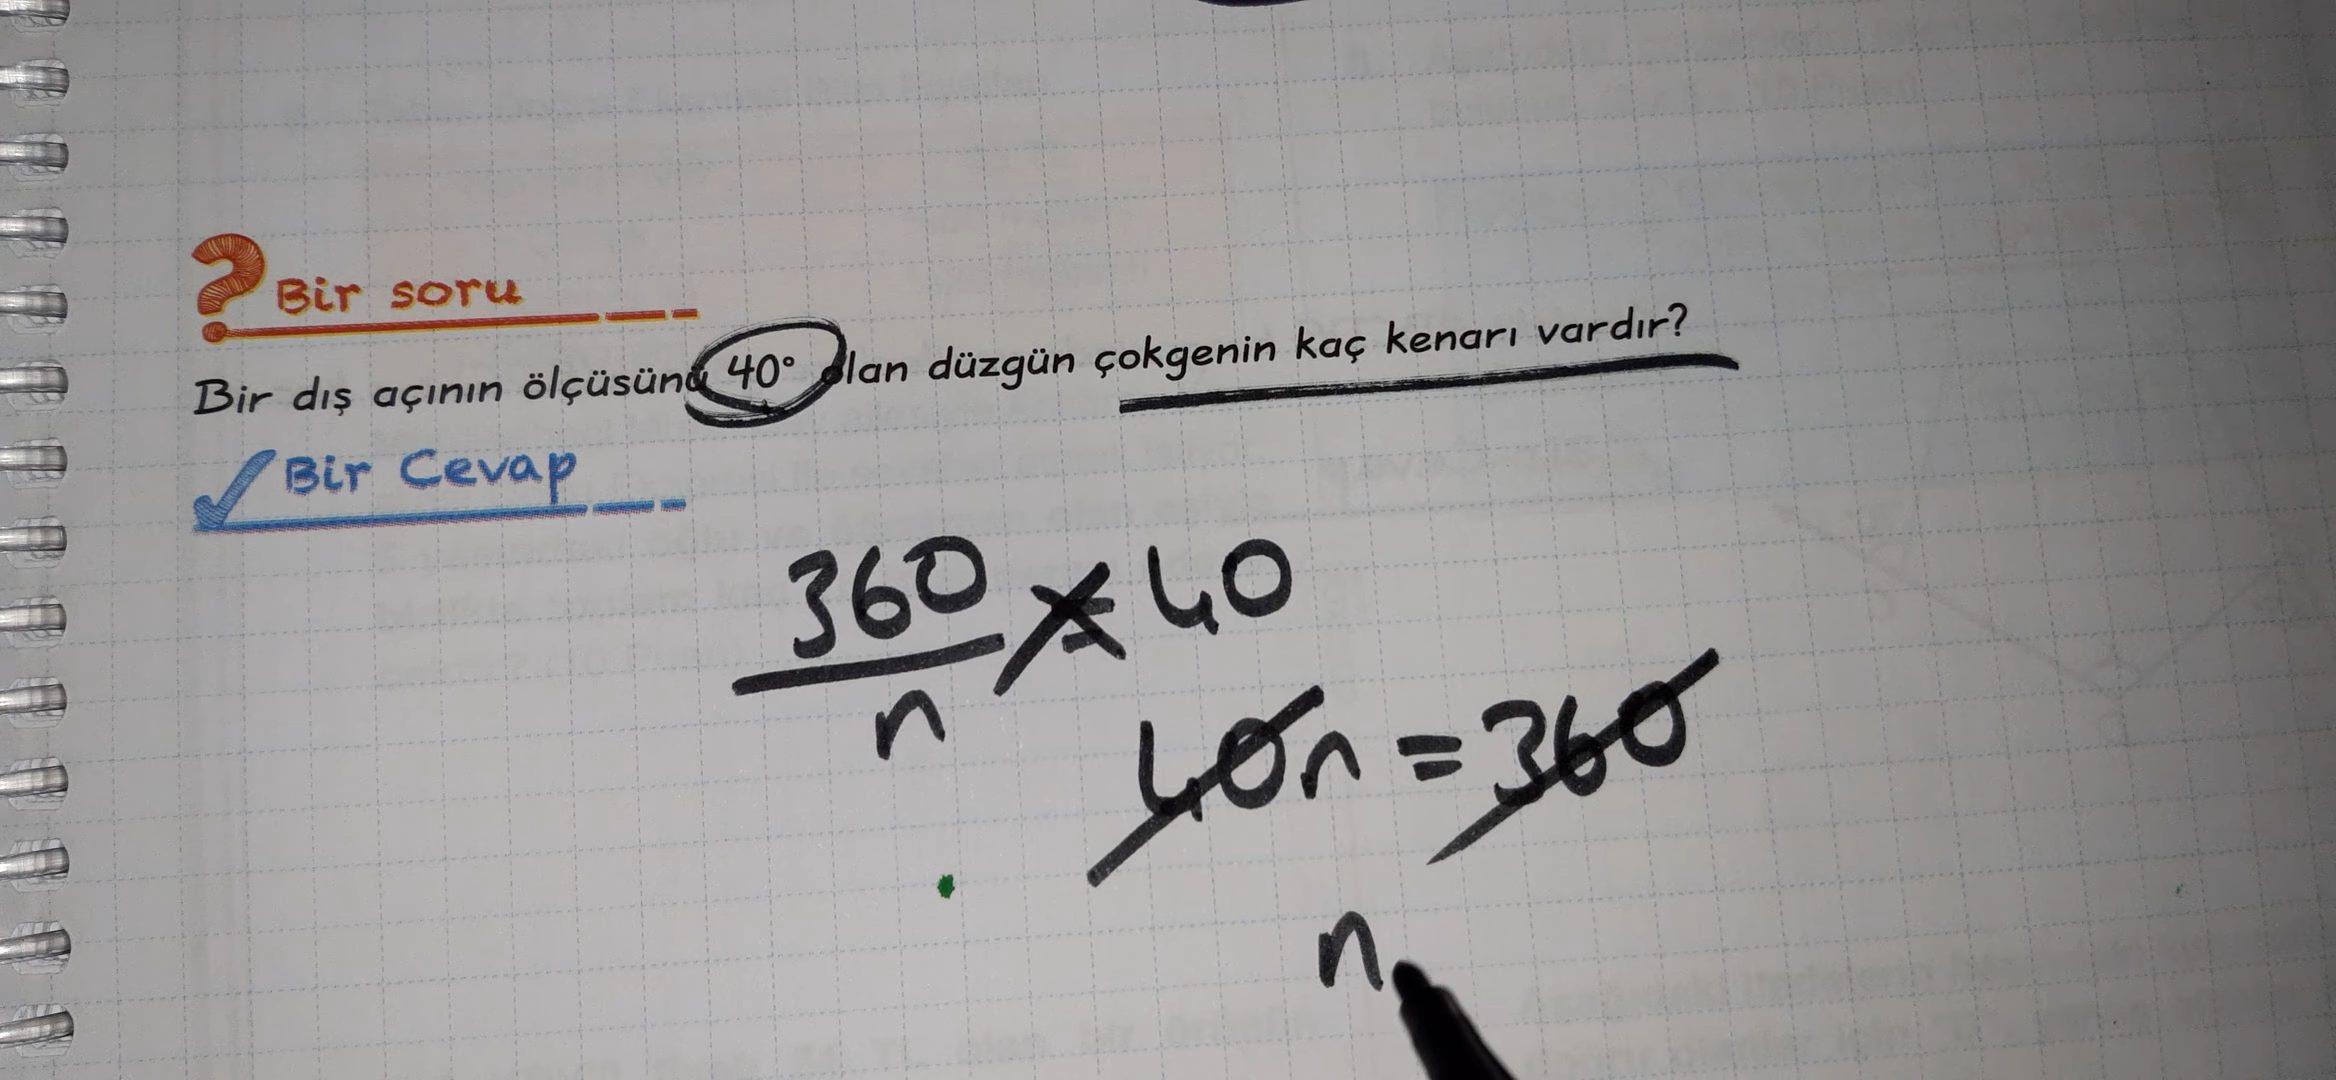 ? Bir soru
Bir dış açının ölçüsünü 40° olan düzgün çokgenin kaç kenarı vardır?
Bir Cevap
360
n
= 40
40n = 360
n